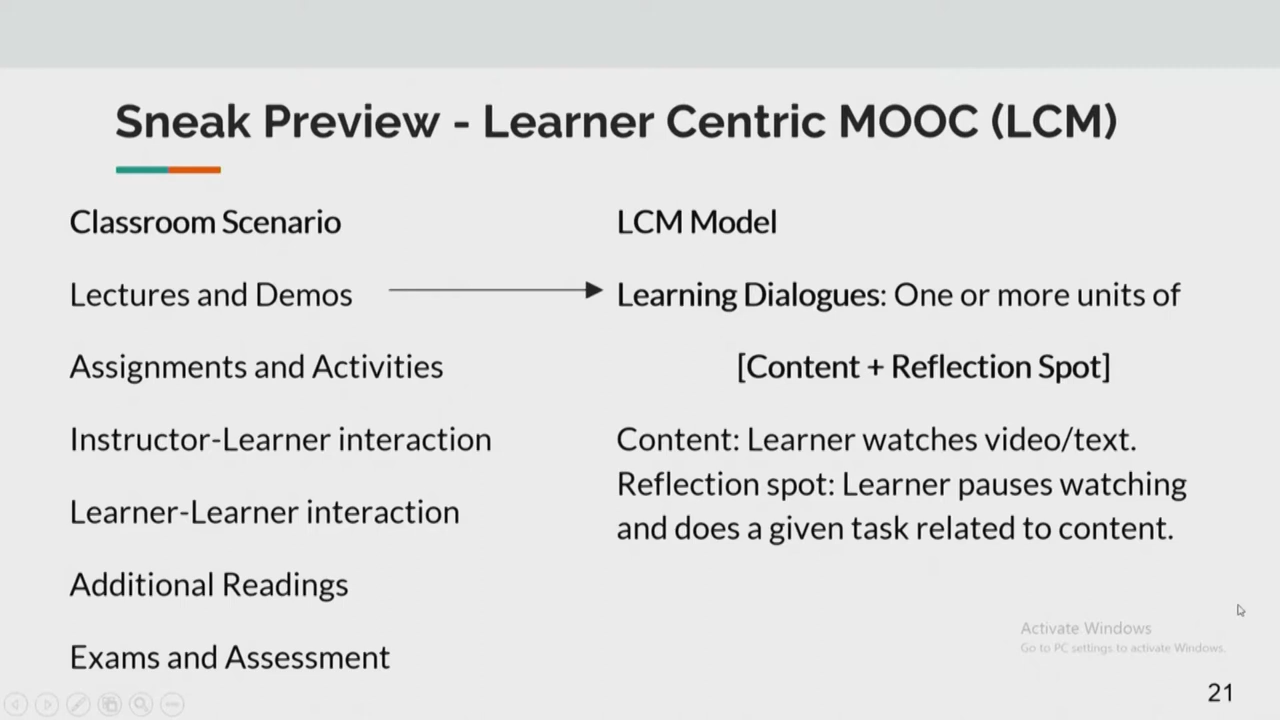 Sneak Preview - Learner Centric MOOC (LCM)
Classroom Scenario
Lectures and Demos
Assignments and Activities
Instructor-Learner interaction
Learner-Learner interaction
Additional Readings
Exams and Assessment
LCM Model
Learning Dialogues: One or more units of
[Content + Reflection Spot]
Content: Learner watches video/text.
Reflection spot: Learner pauses watching
and does a given task related to content.
Activate Windows
Go to PC settings to activate Windows.
21